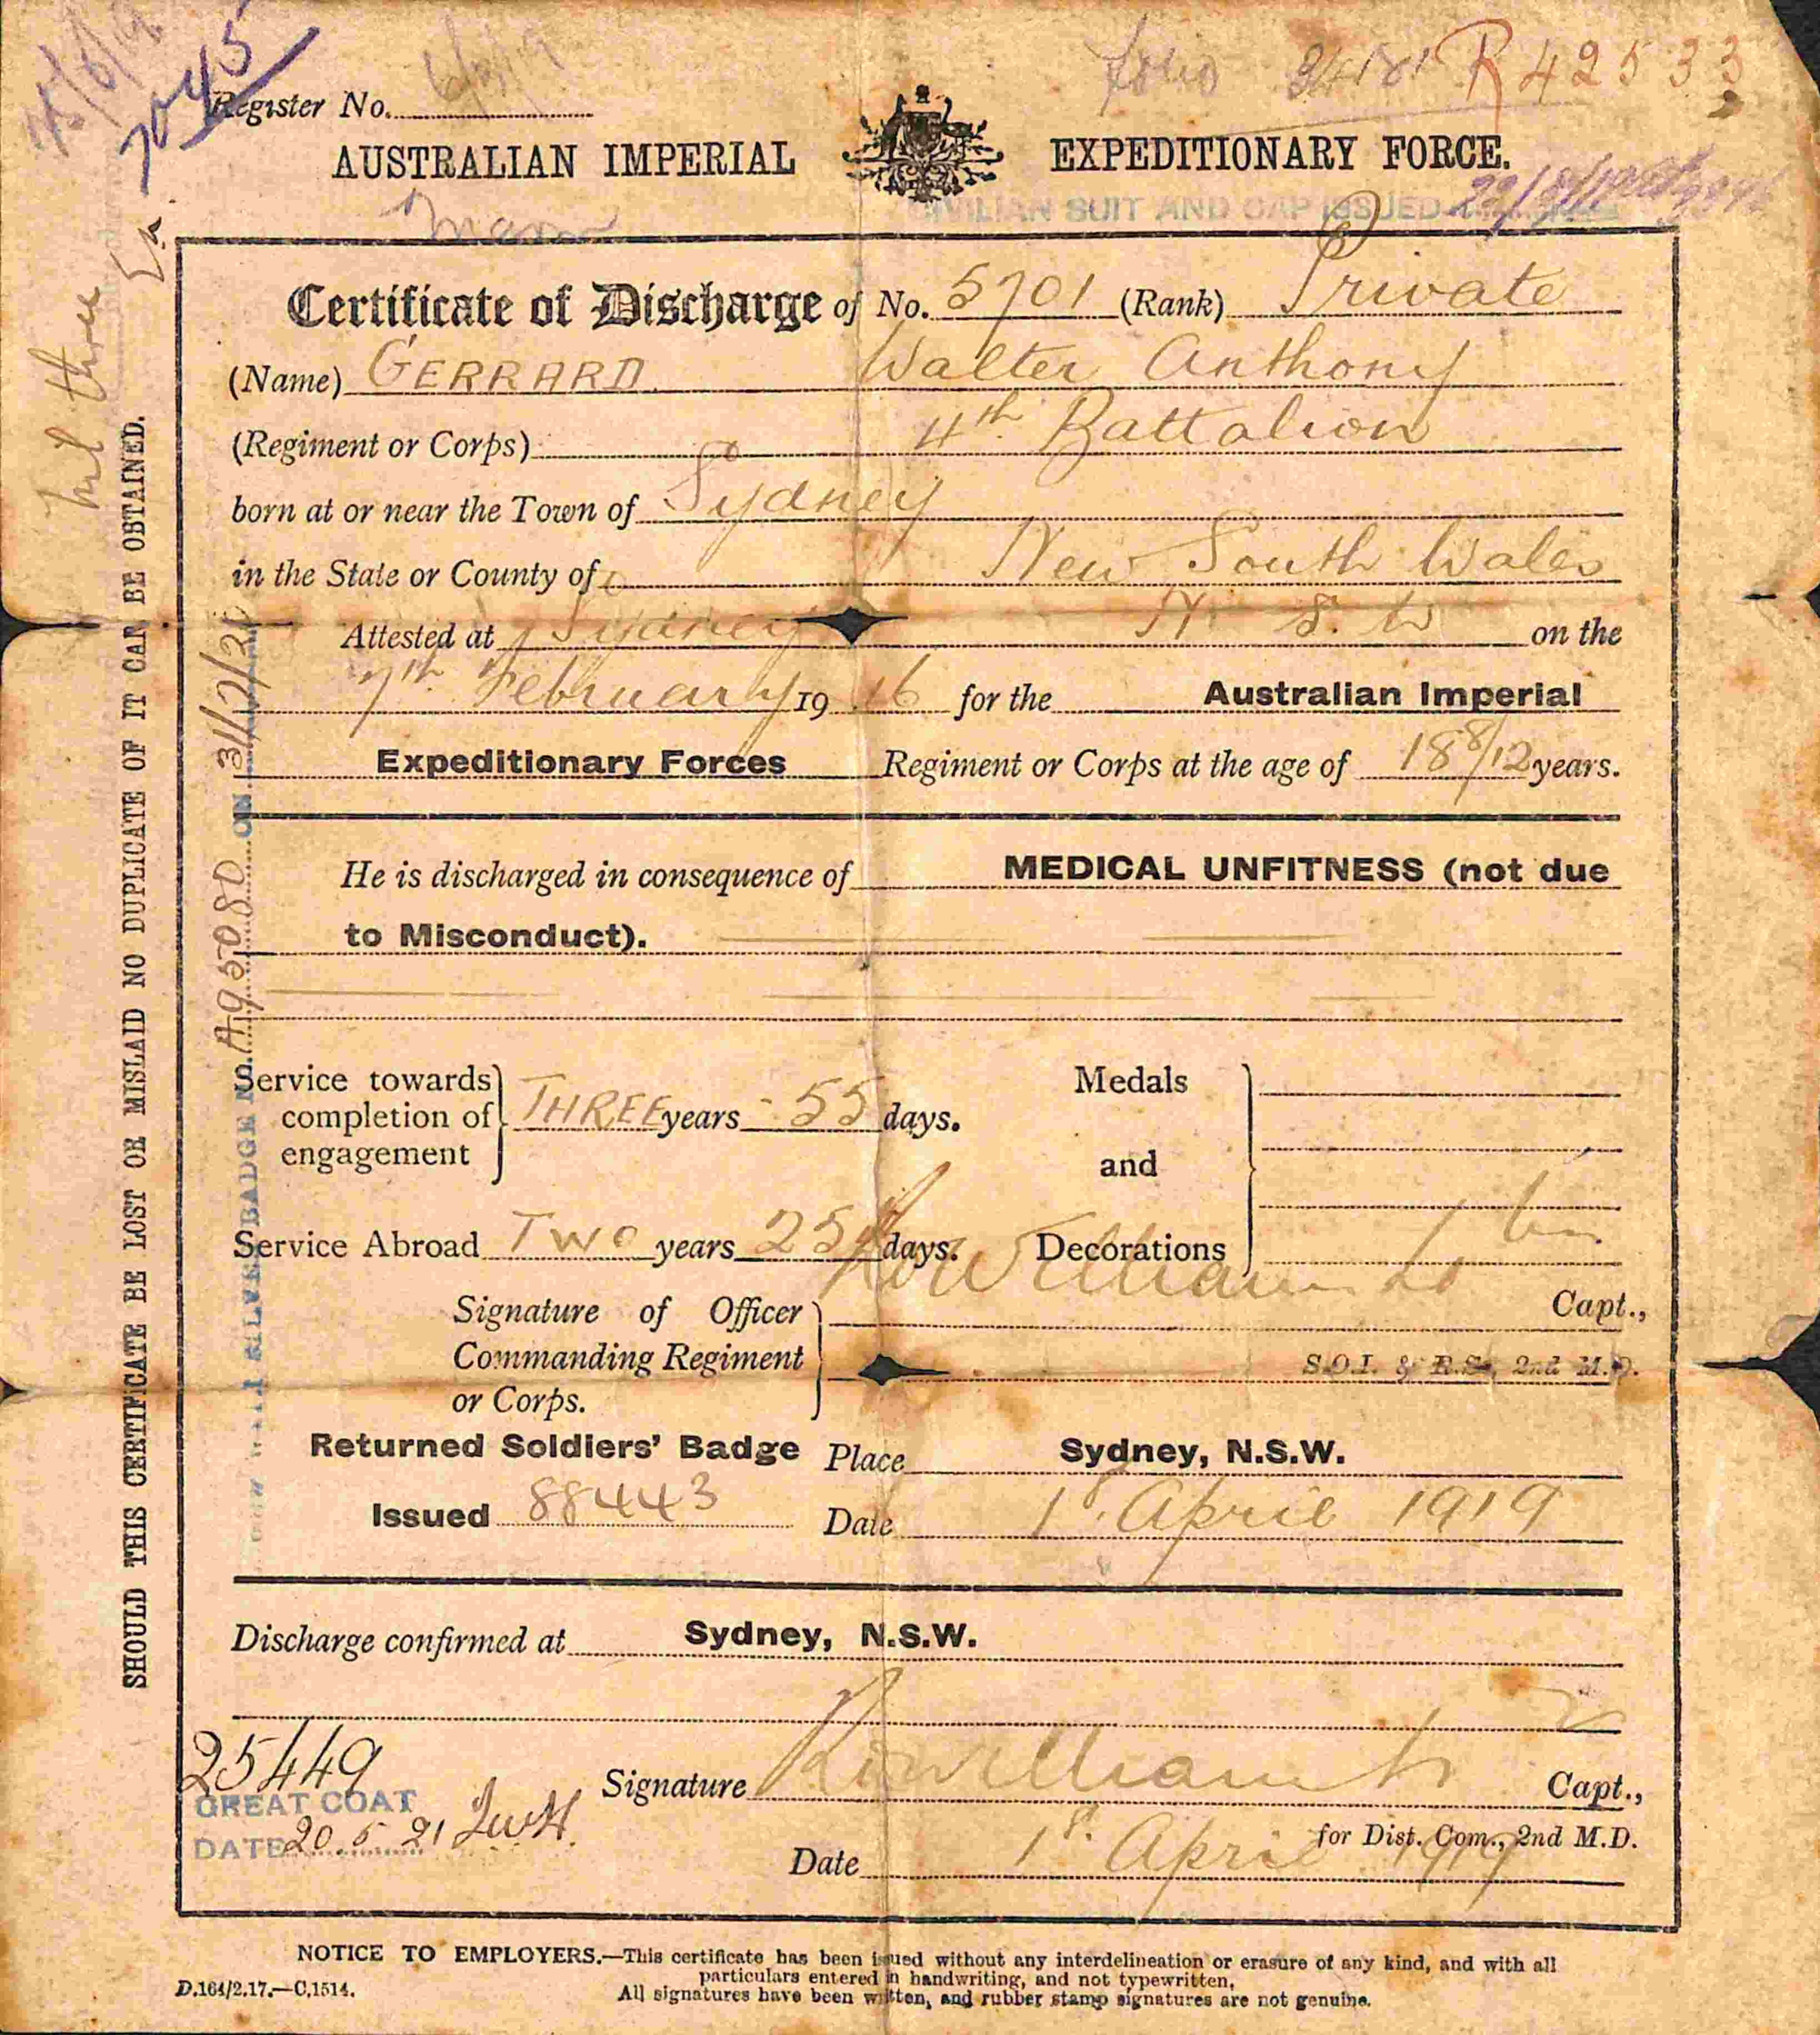 7045
Register No.
R 42533
AUSTRALIAN IMPERIAL EXPEDITIONARY FORCE.
CIVILIAN SUIT AND CAP ISSUED
Certificate of Discharge of No. 5701 (Rank) Private
(Name) GERRARD Walter Anthony
(Regiment or Corps) 4th Battalion
born at or near the Town of Sydney
in the State or County of New South Wales
Attested at Sydney N. S. W on the
7th February 1916 for the Australian Imperial
Expeditionary Forces Regiment or Corps at the age of 18 8/12 years.
He is discharged in consequence of MEDICAL UNFITNESS (not due
to Misconduct).
Service towards completion of engagement THREE years 55 days.
Medals and Decorations
Service Abroad Two years 25 days.
Signature of Officer Commanding Regiment or Corps. Capt.,
S.O.I. & R.S., 2nd M.D.
Returned Soldiers' Badge Place Sydney, N.S.W.
Issued 88443 Date 1st April 1919
Discharge confirmed at Sydney, N.S.W.
25449
GREAT COAT
DATE 20.5.21
Signature Capt.,
for Dist. Com., 2nd M.D.
Date 1st April 1919
NOTICE TO EMPLOYERS.—This certificate has been issued without any interdelineation or erasure of any kind, and with all
particulars entered in handwriting, and not typewritten.
All signatures have been written, and rubber stamp signatures are not genuine.
D.164/2.17.—C.1514.
SHOULD THIS CERTIFICATE BE LOST OR MISLAID NO DUPLICATE OF IT CAN BE OBTAINED.
SILVER BADGE No. A95080 ON